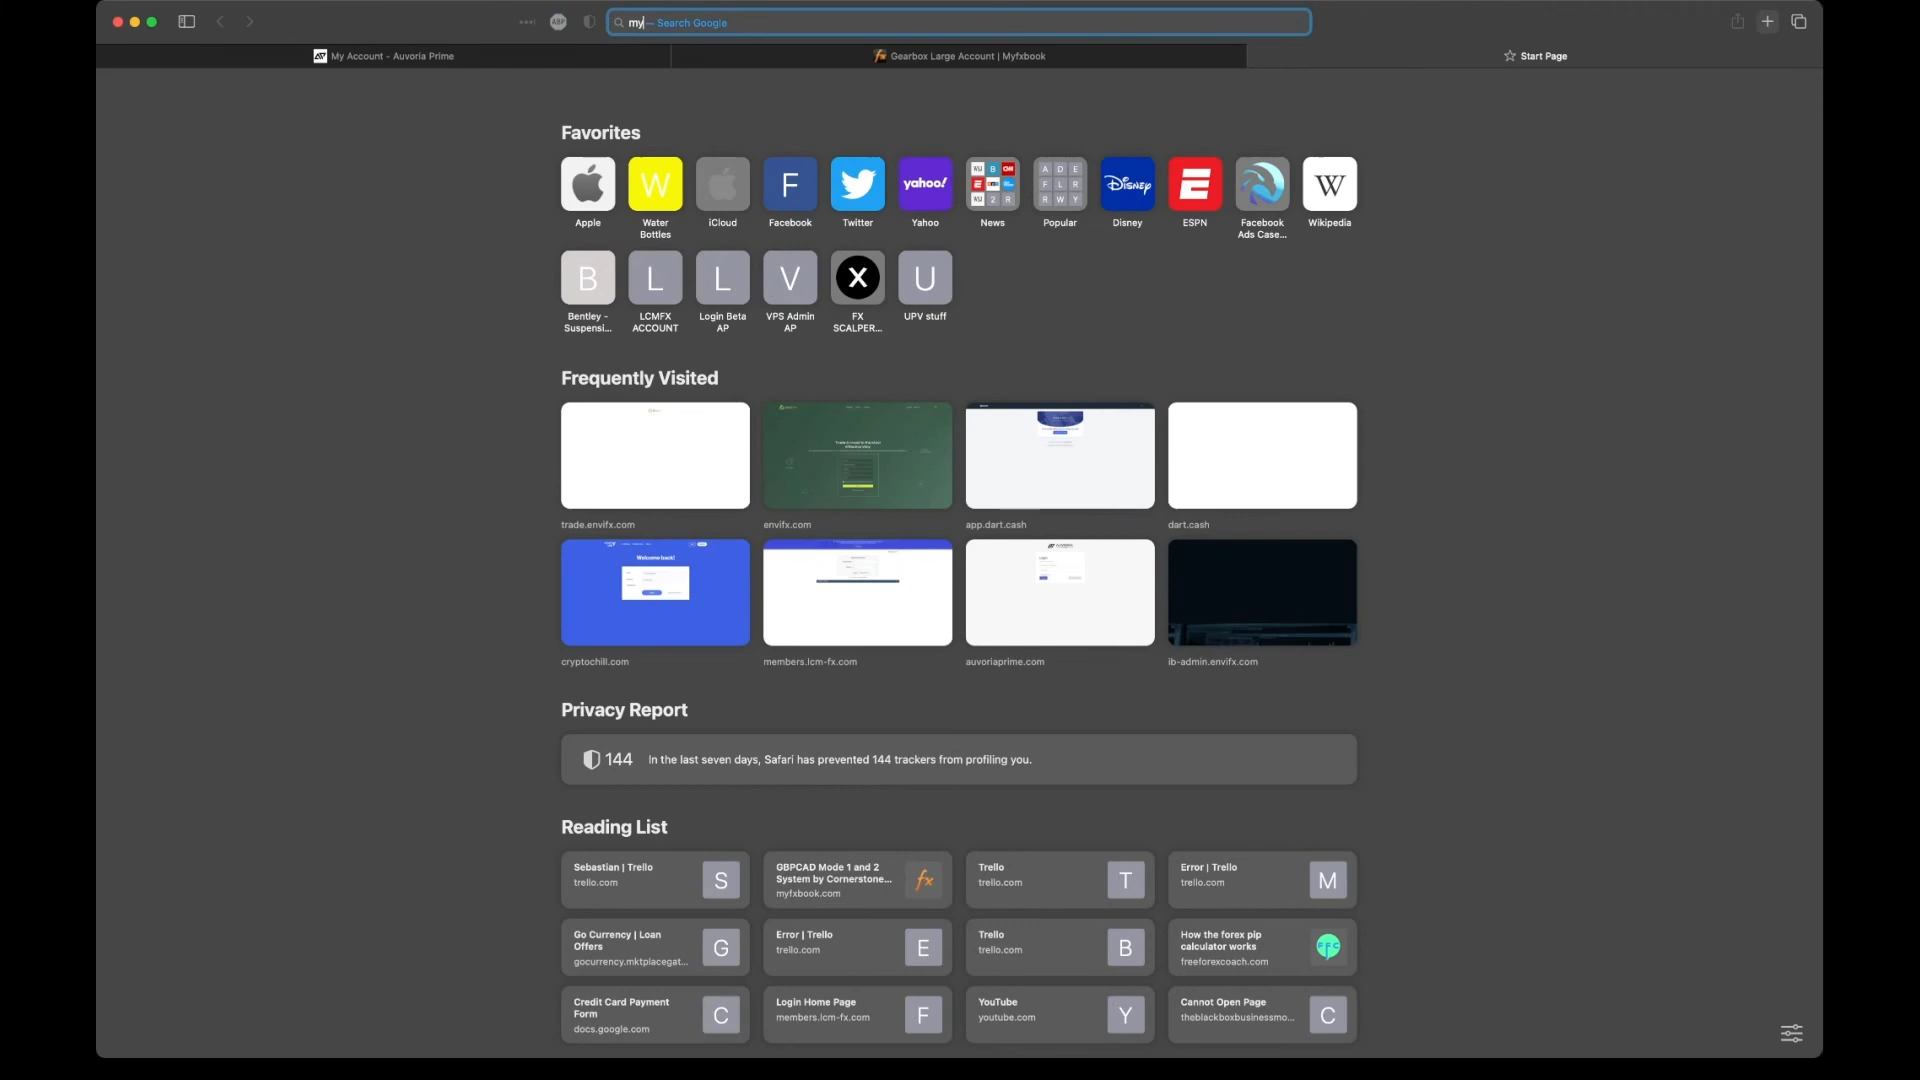 my — Search Google
My Account - Auvoria Prime
Gearbox Large Account | Myfxbook
Start Page
Favorites
Apple
Water Bottles
iCloud
Facebook
Twitter
yahoo!
Yahoo
News
Popular
Disney
Disney
ESPN
Facebook Ads Case...
Wikipedia
Bentley - Suspensi...
LCMFX ACCOUNT
Login Beta AP
VPS Admin AP
FX SCALPER...
UPV stuff
Frequently Visited
trade.envifx.com
envifx.com
app.dart.cash
dart.cash
Welcome back!
cryptochill.com
members.lcm-fx.com
auvoriaprime.com
ib-admin.envifx.com
Privacy Report
144
In the last seven days, Safari has prevented 144 trackers from profiling you.
Reading List
Sebastian | Trello
trello.com
S
GBPCAD Mode 1 and 2
System by Cornerstone...
myfxbook.com
fx
Trello
trello.com
T
Error | Trello
trello.com
M
Go Currency | Loan
Offers
gocurrency.mktplacegat...
G
Error | Trello
trello.com
E
Trello
trello.com
B
How the forex pip
calculator works
freeforexcoach.com
FFC
Credit Card Payment
Form
docs.google.com
C
Login Home Page
members.lcm-fx.com
F
YouTube
youtube.com
Y
Cannot Open Page
theblackboxbusinessmo...
C